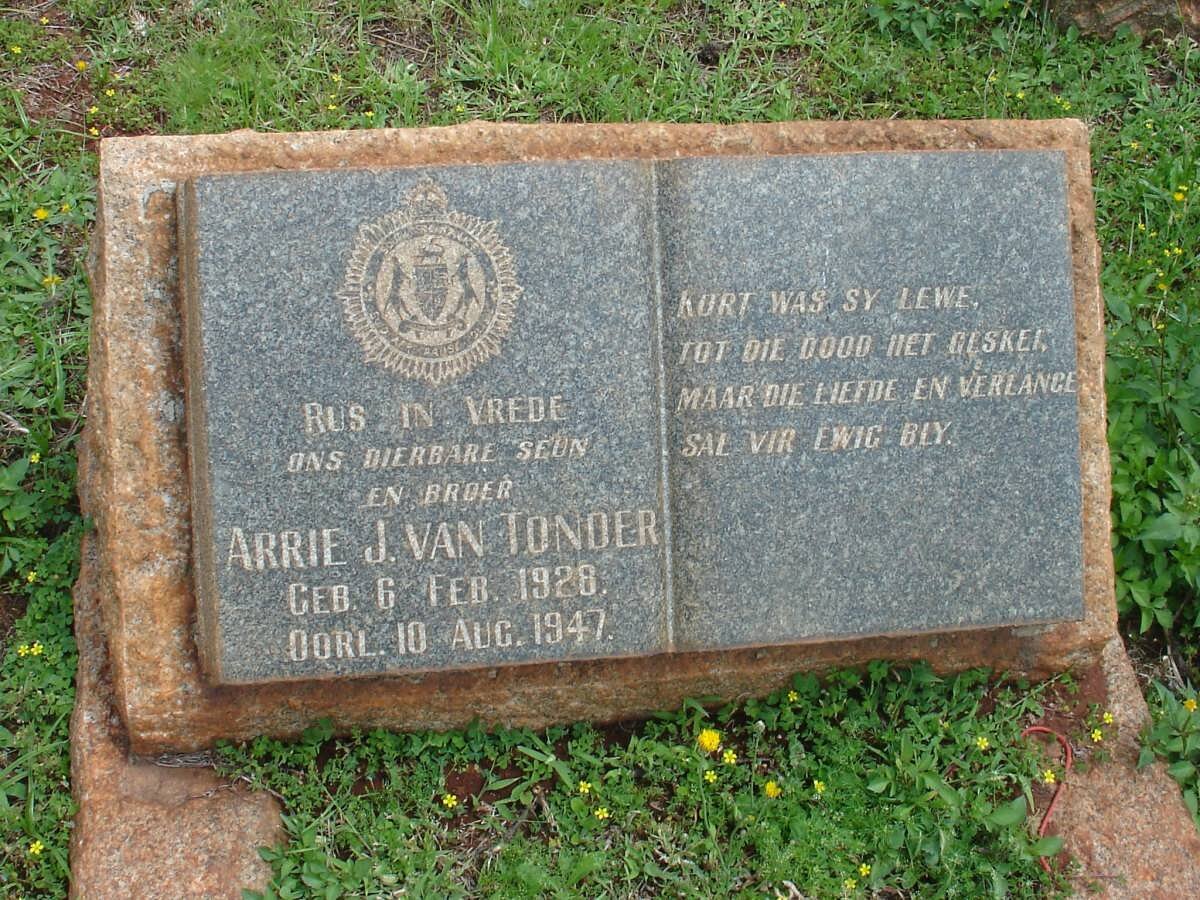 RUS IN VREDE
ONS DIERBARE SEUN
EN BROER
ARRIE J. VAN TONDER
GEB. 6 FEB. 1928.
OORL. 10 AUG. 1947.
KORT WAS SY LEWE,
TOT DIE DOOD HET GESKEI,
MAAR DIE LIEFDE EN VERLANGE
SAL VIR EWIG BLY.